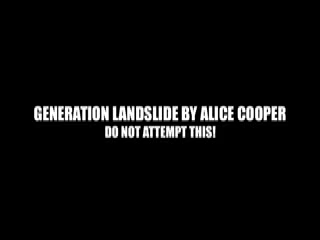 GENERATION LANDSLIDE BY ALICE COOPER
DO NOT ATTEMPT THIS!